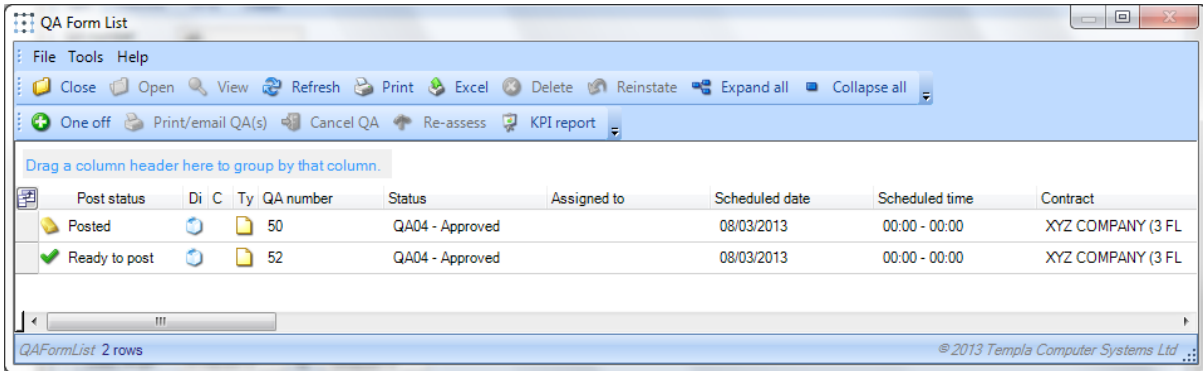 QA Form List
File Tools Help
Close Open View Refresh Print Excel Delete Reinstate Expand all Collapse all
One off Print/email QA(s) Cancel QA Re-assess KPI report
Drag a column header here to group by that column.
Post status Di C Ty QA number Status Assigned to Scheduled date Scheduled time Contract
Posted 50 QA04 - Approved 08/03/2013 00:00 - 00:00 XYZ COMPANY (3 FL
Ready to post 52 QA04 - Approved 08/03/2013 00:00 - 00:00 XYZ COMPANY (3 FL
QAFormList 2 rows © 2013 Templa Computer Systems Ltd